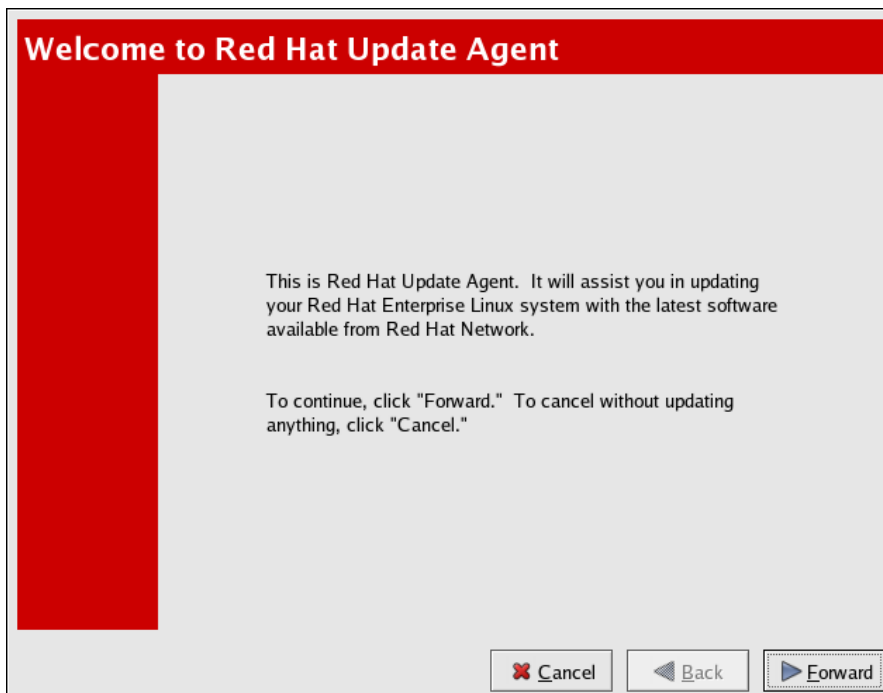 Welcome to Red Hat Update Agent
This is Red Hat Update Agent.  It will assist you in updating
your Red Hat Enterprise Linux system with the latest software
available from Red Hat Network.
To continue, click "Forward."  To cancel without updating
anything, click "Cancel."
Cancel
Back
Forward